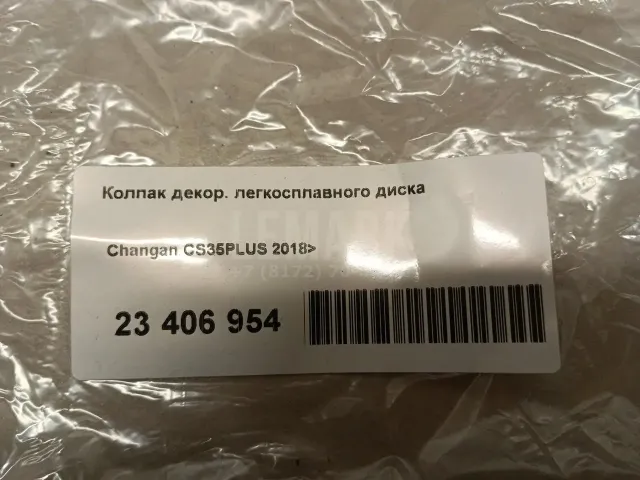 Колпак декор. легкосплавного диска
Changan CS35PLUS 2018>
23 406 954